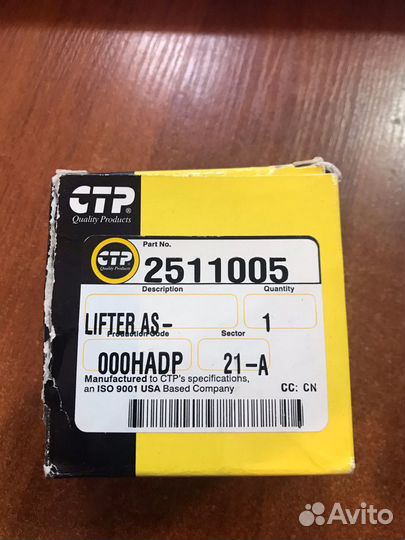 CTP®
Quality Products
CTP
Quality Products
Part No.
2511005
Description Quantity
LIFTER AS- 1
Production Code Sector
000HADP 21-A
Manufactured to CTP's specifications,
an ISO 9001 USA Based Company
CC: CN
Avito